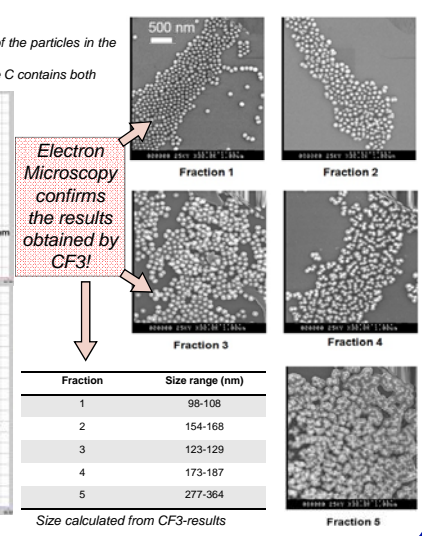 of the particles in the
C contains both
500 nm
Fraction 1
Fraction 2
Electron
Microscopy
confirms
the results
obtained by
CF3!
Fraction 3
Fraction 4
Fraction Size range (nm)
1 98-108
2 154-168
3 123-129
4 173-187
5 277-364
Size calculated from CF3-results
Fraction 5